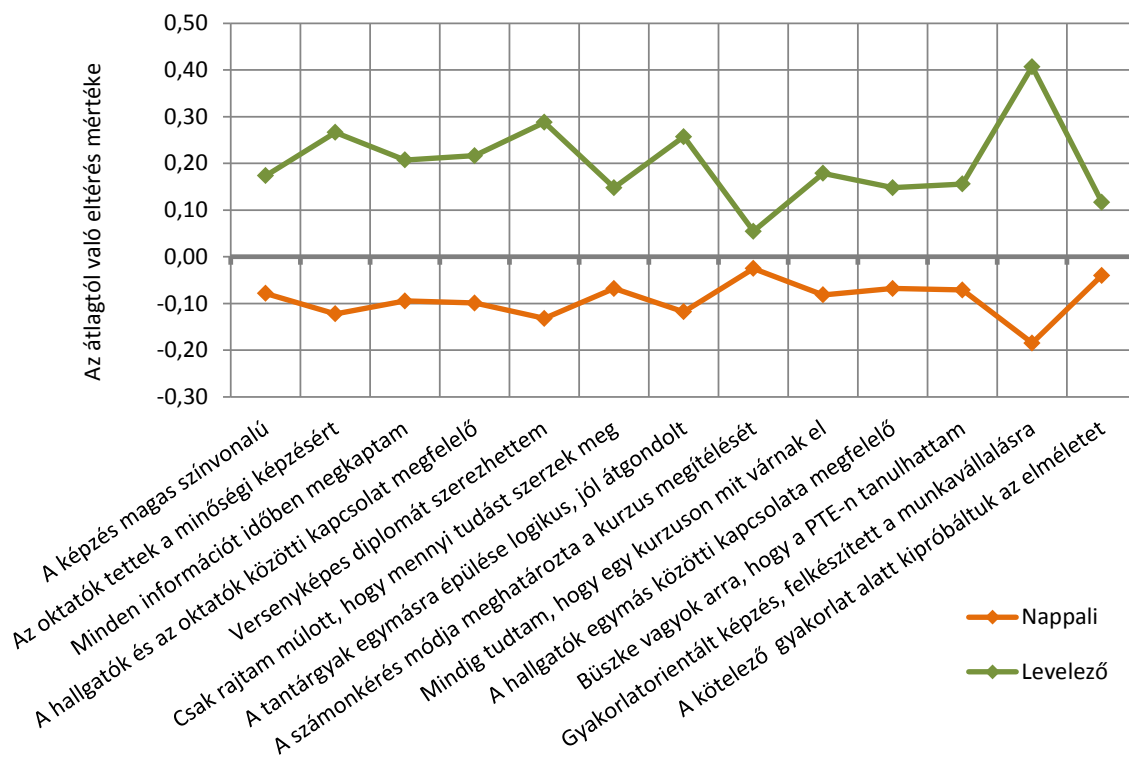 0,50
0,40
0,30
0,20
0,10
0,00
-0,10
-0,20
-0,30
Az átlagtól való eltérés mértéke
A képzés magas színvonalú
Az oktatók tettek a minőségi képzésért
Minden információt időben megkaptam
A hallgatók és az oktatók közötti kapcsolat megfelelő
Versenyképes diplomát szerezhettem
Csak rajtam múlott, hogy mennyi tudást szerzek meg
A tantárgyak egymásra épülése logikus, jól átgondolt
A számonkérés módja meghatározta a kurzus megítélését
Mindig tudtam, hogy egy kurzuson mit várnak el
A hallgatók egymás közötti kapcsolata megfelelő
Büszke vagyok arra, hogy a PTE-n tanulhattam
Gyakorlatorientált képzés, felkészített a munkavállalásra
A kötelező gyakorlat alatt kipróbáltuk az elméletet
Nappali
Levelező